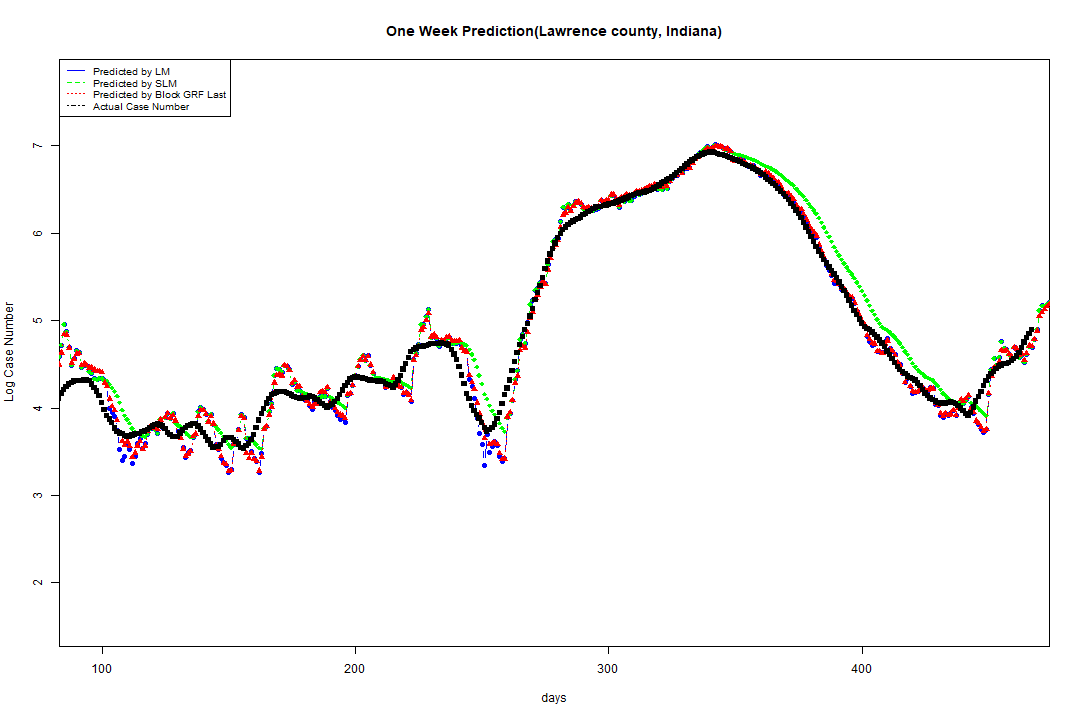 One Week Prediction(Lawrence county, Indiana)
Predicted by LM
Predicted by SLM
Predicted by Block GRF Last
Actual Case Number
7
6
5
4
3
2
Log Case Number
100 200 300 400
days